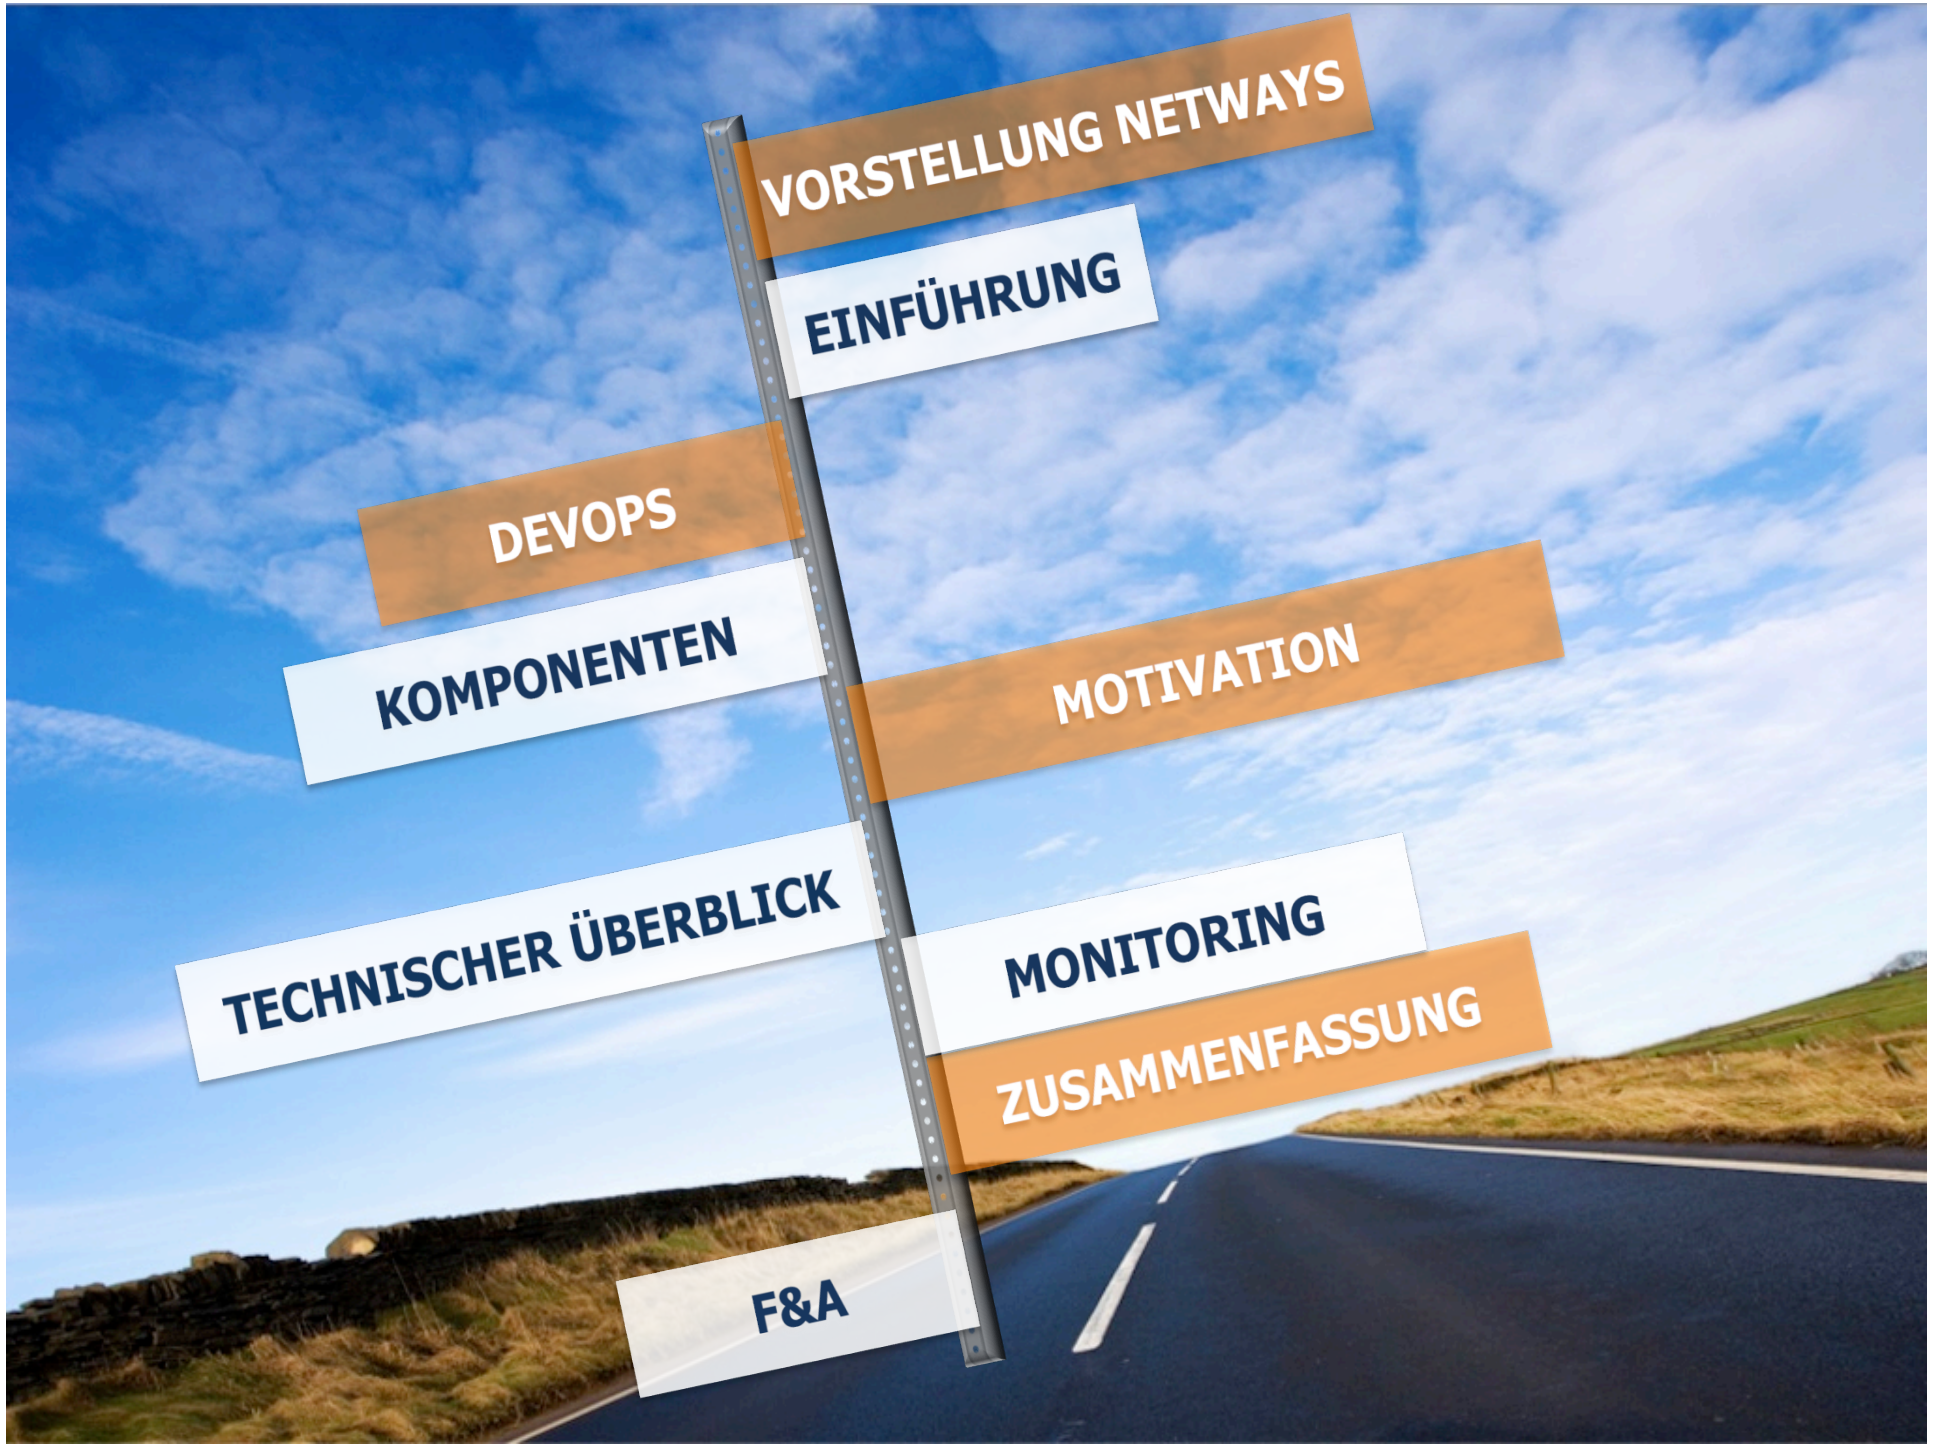 VORSTELLUNG NETWAYS
EINFÜHRUNG
DEVOPS
KOMPONENTEN
MOTIVATION
TECHNISCHER ÜBERBLICK
MONITORING
ZUSAMMENFASSUNG
F&A